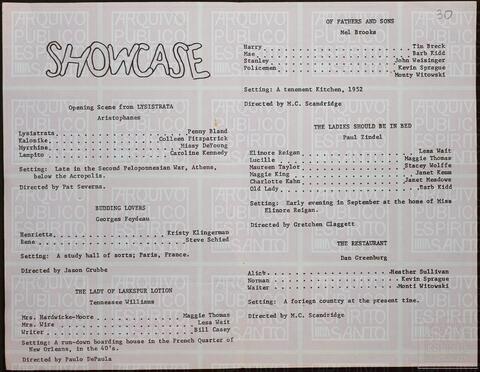 30
SHOWCASE
Opening Scene from LYSISTRATA
Aristophanes
Lysistrata. . . . . . . . . . . . . . . . Penny Bland
Kalonike. . . . . . . . . . . . . . . . Colleen Fitzpatrick
Myrrhine. . . . . . . . . . . . . . . . Missy DeYoung
Lampito . . . . . . . . . . . . . . . . Caroline Kennedy
Setting: Late in the Second Peloponnesian War, Athens,
below the Acropolis.
Directed by Pat Severns.
BUDDING LOVERS
Georges Feydeau
Henrietta. . . . . . . . . . . . . . . . Kristy Klingerman
Rene . . . . . . . . . . . . . . . . Steve Schied
Setting: A study hall of sorts; Paris, France.
Directed by Jason Grubbe
THE LADY OF LARKSPUR LOTION
Tennessee Williams
Mrs. Hardwicke-Moore . . . . . . . . . . . Maggie Thomas
Mrs. Wire . . . . . . . . . . . . . . . . Lesa Wait
Writer . . . . . . . . . . . . . . . . Bill Casey
Setting: A run-down boarding house in the French Quarter of
New Orleans, in the 40's.
Directed by Paulo DePaula
OF FATHERS AND SONS
Mel Brooks
Harry. . . . . . . . . . . . . . . . Tim Breck
Mae. . . . . . . . . . . . . . . . Barb Kidd
Stanley. . . . . . . . . . . . . . . . John Weisinger
Policemen. . . . . . . . . . . . . . . . Kevin Sprague
Monty Witowski
Setting: A tenement Kitchen, 1952
Directed by M.C. Scandridge
THE LADIES SHOULD BE IN BED
Paul Zindel
Elinore Reigan. . . . . . . . . . . . . . . . Lesa Wait
Lucille . . . . . . . . . . . . . . . . Maggie Thomas
Maureen Taylor. . . . . . . . . . . . . . . . Stacey Wolffe
Maggie King . . . . . . . . . . . . . . . . Janet Kemm
Charlotte Kahn. . . . . . . . . . . . . . . . Janet Meadows
Old Lady. . . . . . . . . . . . . . . . Barb Kidd
Setting: Early evening in September at the home of Miss
Elinore Reigan.
Directed by Gretchen Claggett
THE RESTAURANT
Dan Greenburg
Alice. . . . . . . . . . . . . . . . Heather Sullivan
Norman . . . . . . . . . . . . . . . . Kevin Sprague
Waiter . . . . . . . . . . . . . . . . Monti Witowski
Setting: A foriegn country at the present time.
Directed by M.C. Scandridge